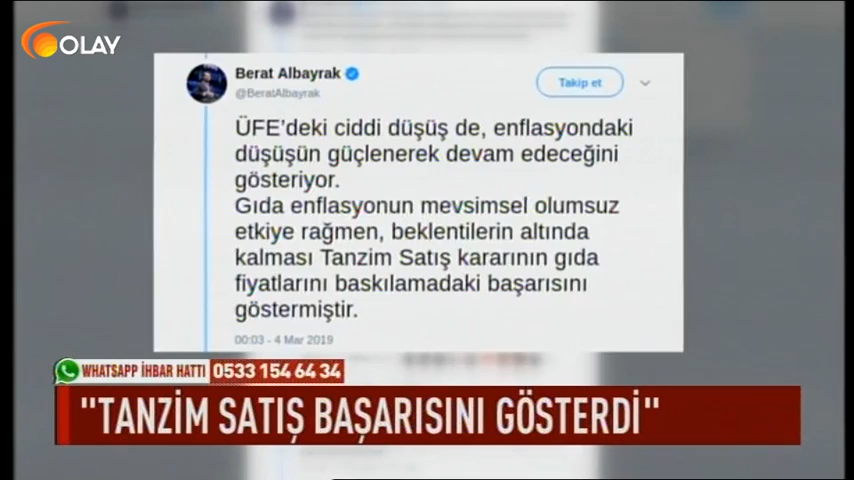 OLAY
Berat Albayrak
@BeratAlbayrak
Takip et
ÜFE'deki ciddi düşüş de, enflasyondaki
düşüşün güçlenerek devam edeceğini
gösteriyor.
Gıda enflasyonun mevsimsel olumsuz
etkiye rağmen, beklentilerin altında
kalması Tanzim Satış kararının gıda
fiyatlarını baskılamadaki başarısını
göstermiştir.
00:03 - 4 Mar 2019
WHATSAPP İHBAR HATTI 0533 154 64 34
"TANZİM SATIŞ BAŞARISINI GÖSTERDİ"